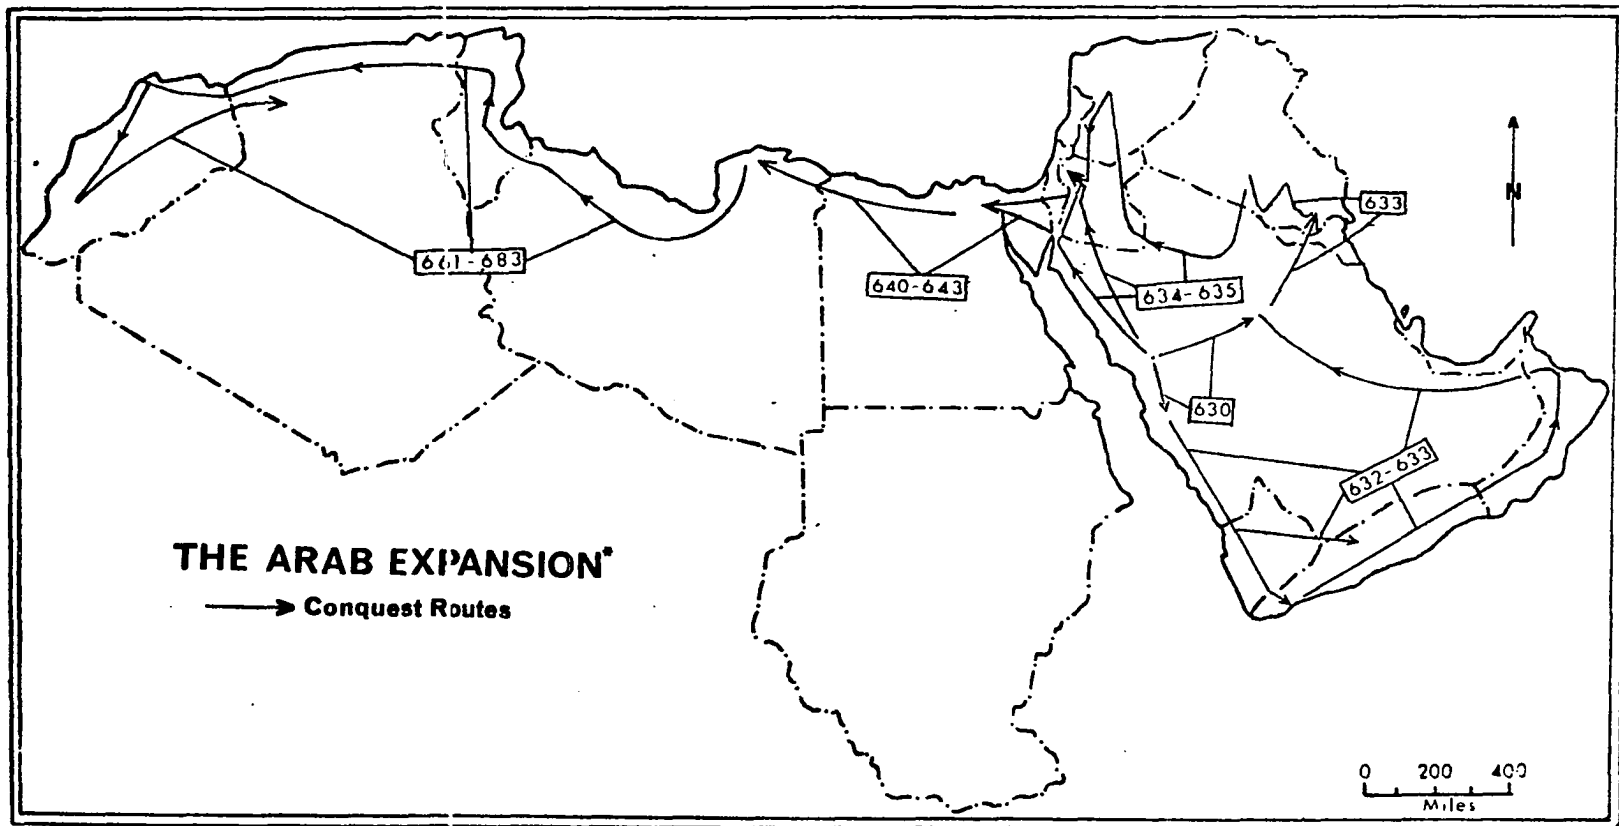 N
633
661-683
640-643
634-635
630
632-633
THE ARAB EXPANSION*
Conquest Routes
0 200 400
Miles